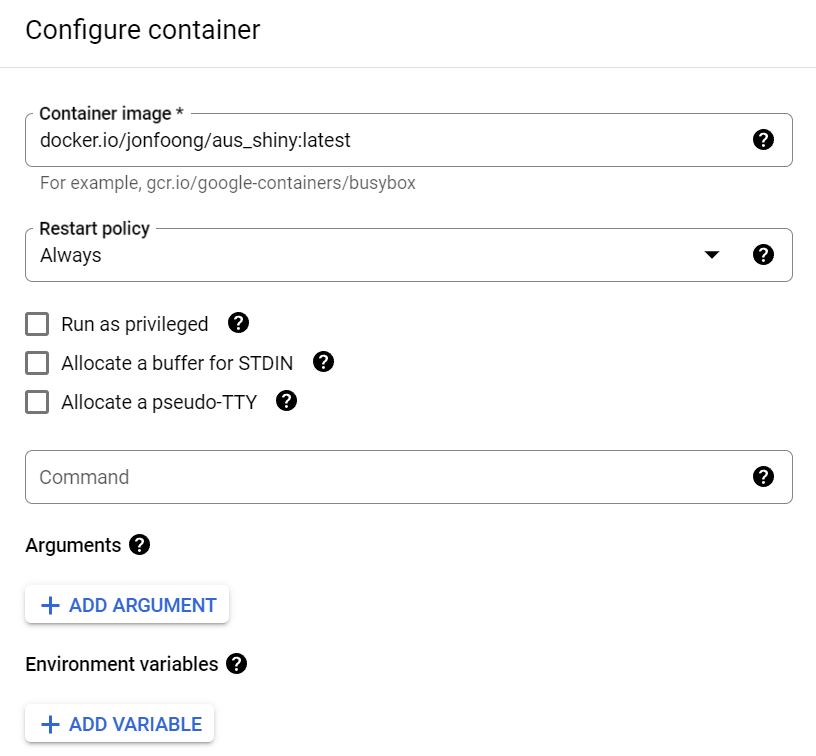 Configure container
Container image *
docker.io/jonfoong/aus_shiny:latest
For example, gcr.io/google-containers/busybox
Restart policy
Always
Run as privileged
Allocate a buffer for STDIN
Allocate a pseudo-TTY
Command
Arguments
ADD ARGUMENT
Environment variables
ADD VARIABLE